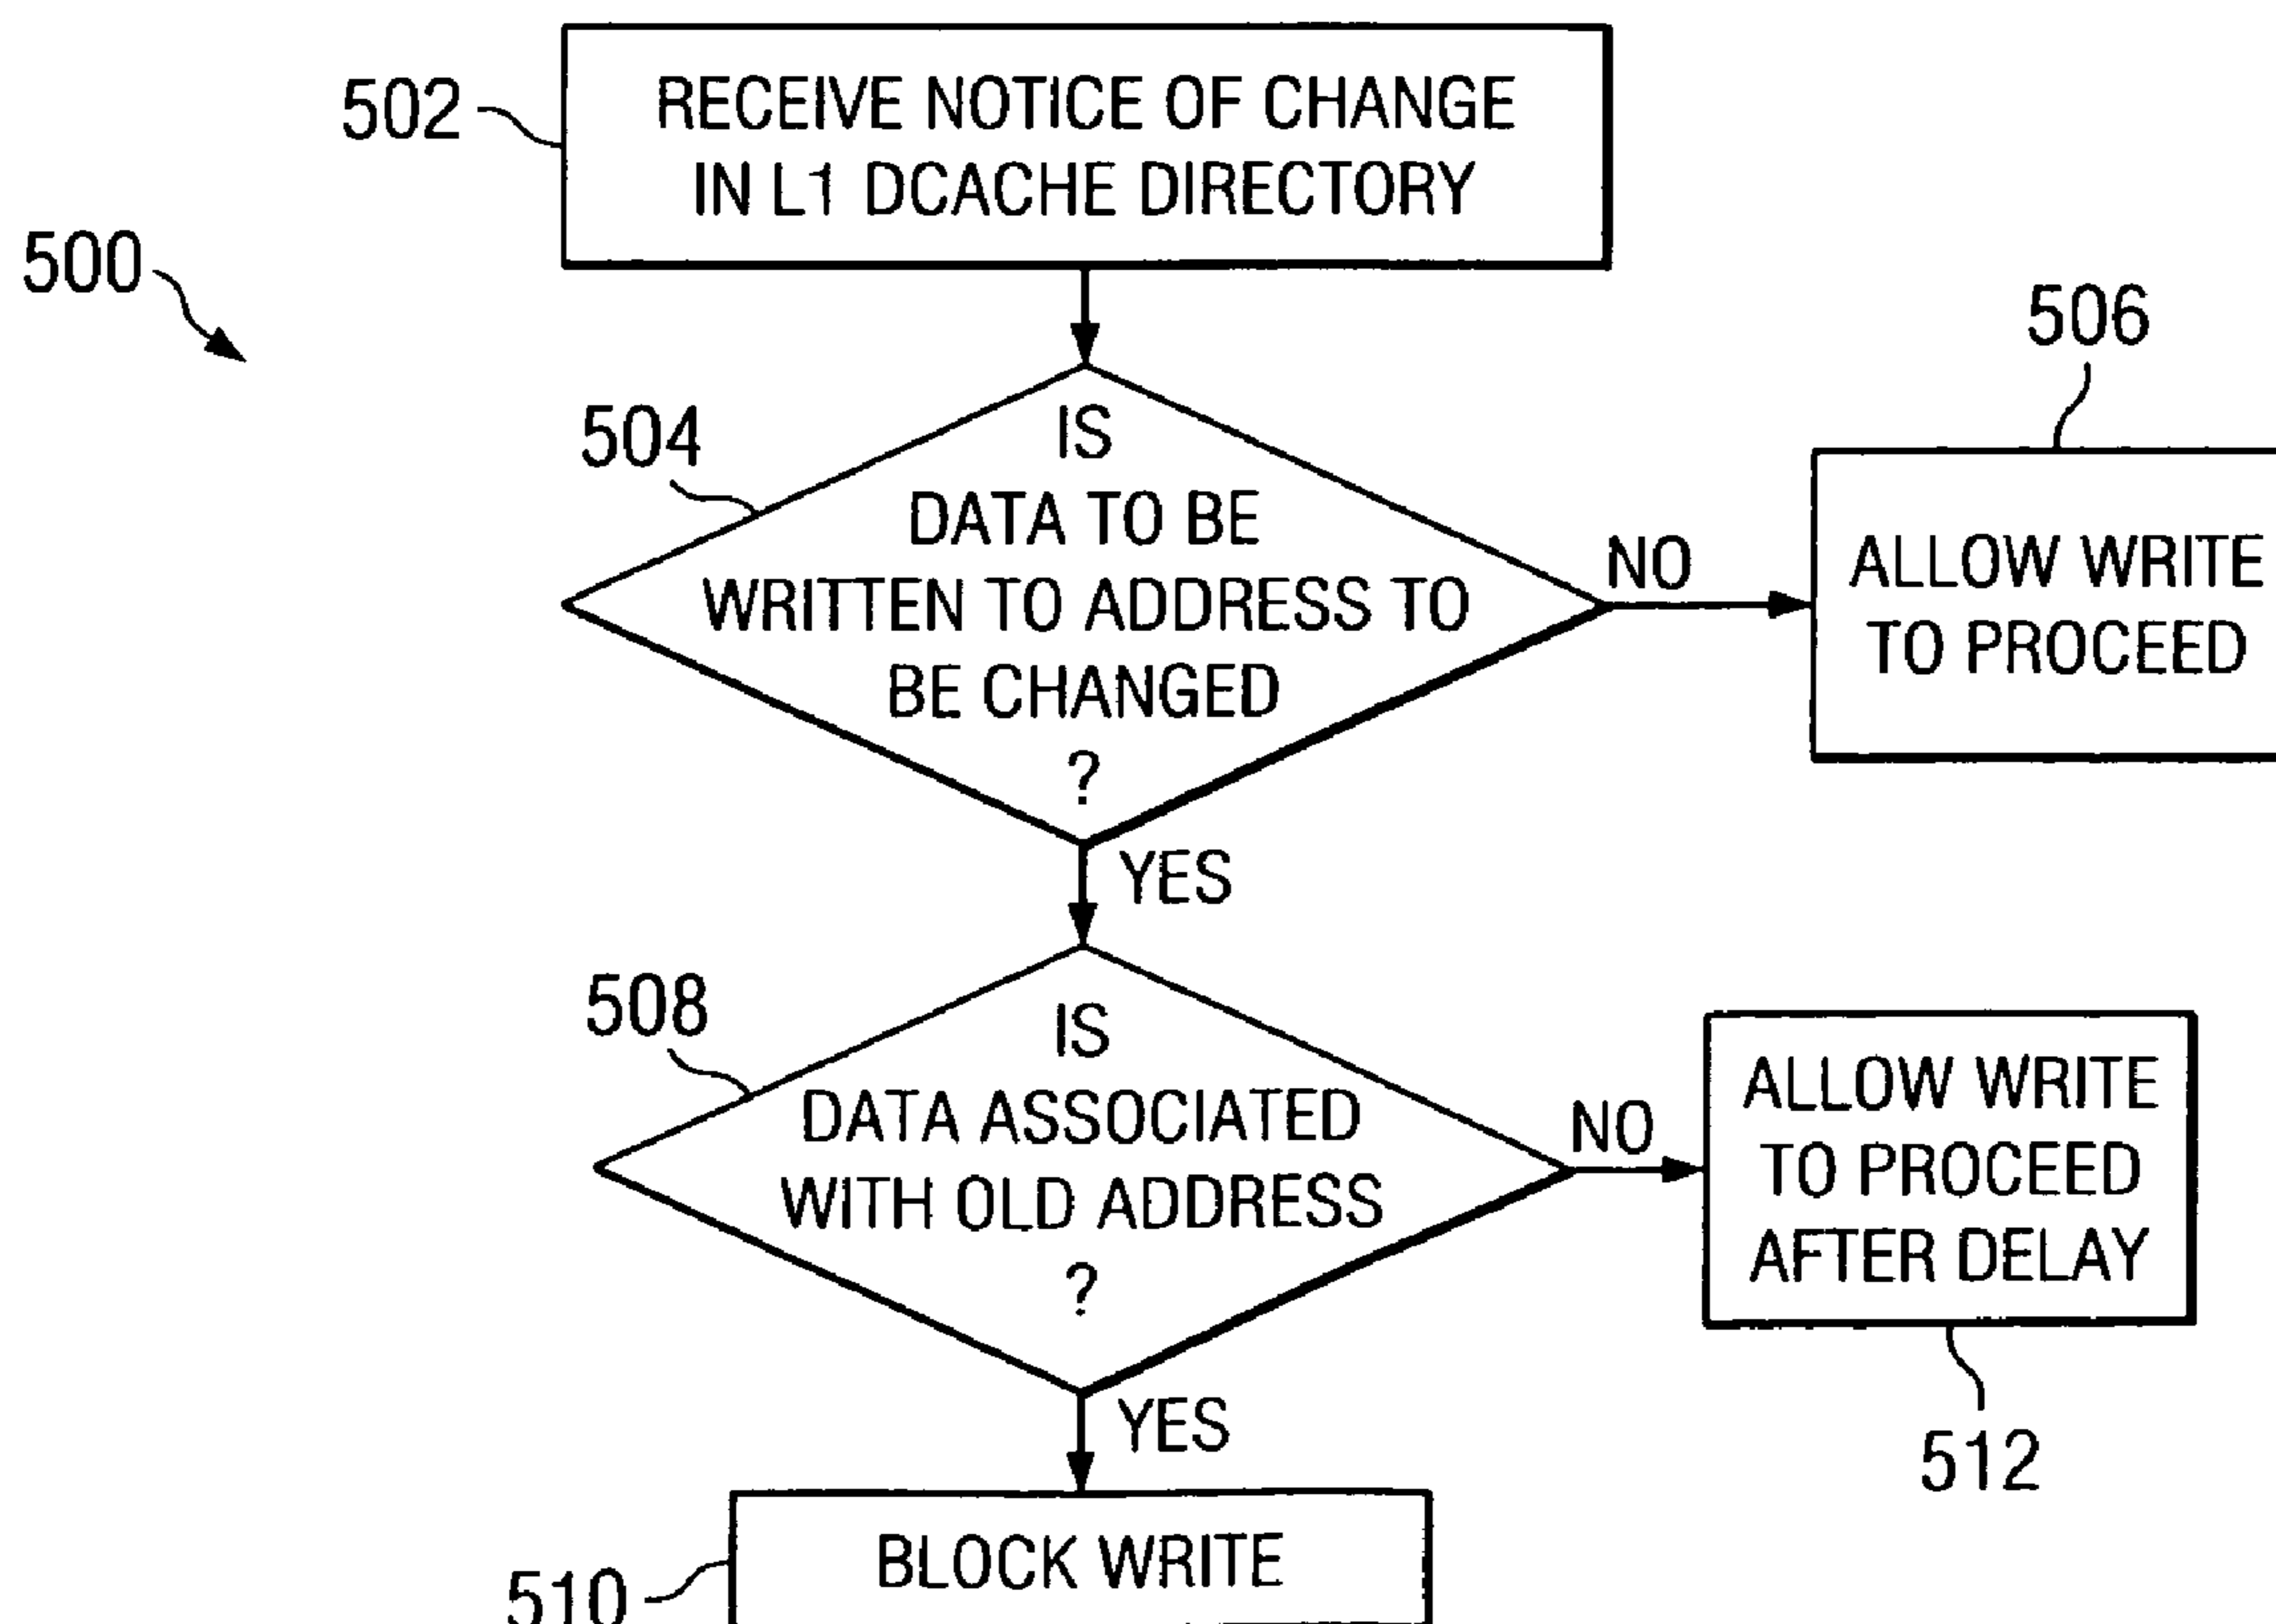 502
RECEIVE NOTICE OF CHANGE
IN L1 DCACHE DIRECTORY
500
506
504
IS
DATA TO BE
WRITTEN TO ADDRESS TO
BE CHANGED
?
NO
ALLOW WRITE
TO PROCEED
YES
508
IS
DATA ASSOCIATED
WITH OLD ADDRESS
?
NO
ALLOW WRITE
TO PROCEED
AFTER DELAY
512
YES
510
BLOCK WRITE